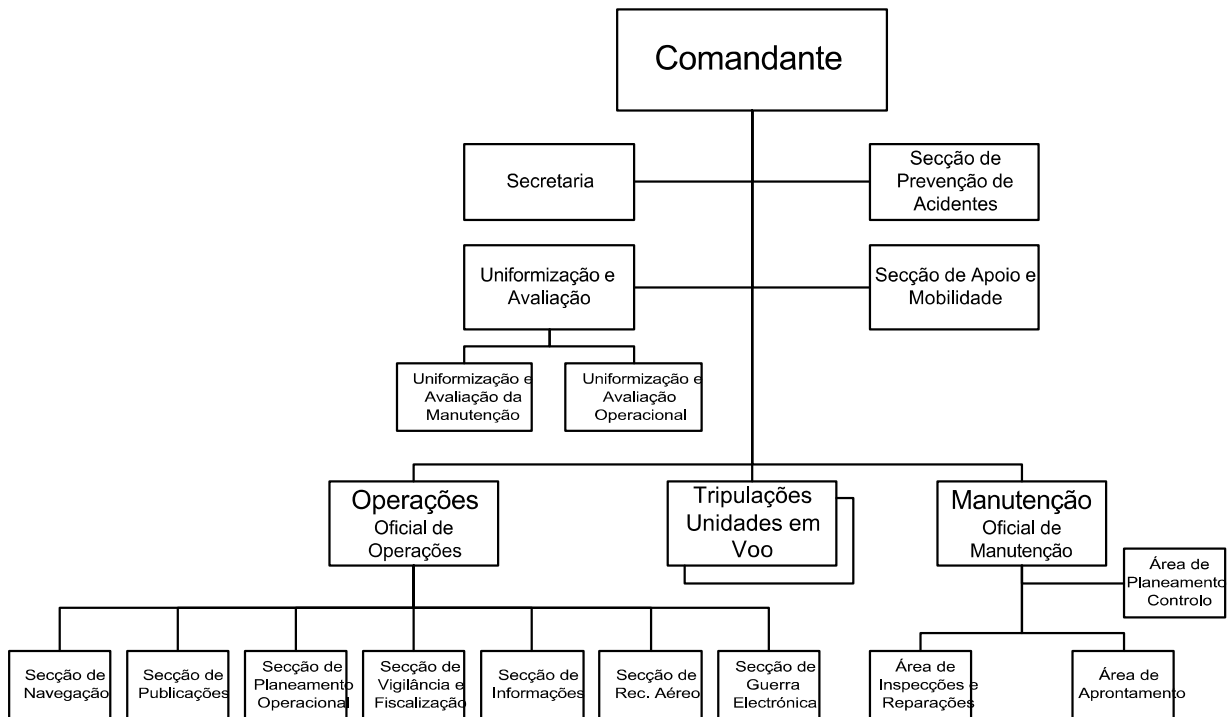 Comandante
Secretaria
Secção de
Prevenção de
Acidentes
Uniformização e
Avaliação
Secção de Apoio e
Mobilidade
Uniformização e
Avaliação da
Manutenção
Uniformização e
Avaliação
Operacional
Operações
Oficial de
Operações
Tripulações
Unidades em
Voo
Manutenção
Oficial de
Manutenção
Área de
Planeamento
Controlo
Secção de
Navegação
Secção de
Publicações
Secção de
Planeamento
Operacional
Secção de
Vigilância e
Fiscalização
Secção de
Informações
Secção de
Rec. Aéreo
Secção de
Guerra
Electrónica
Área de
Inspecções e
Reparações
Área de
Aprontamento